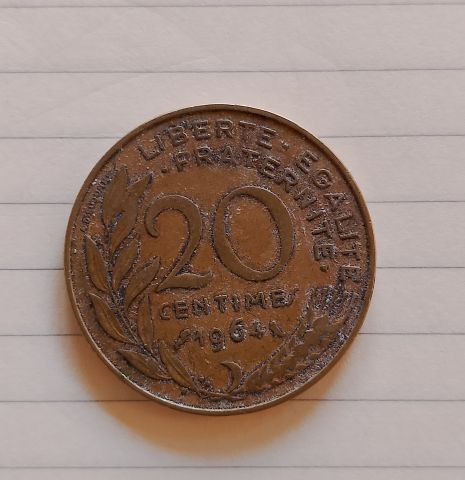 LIBERTE · EGALITE
· FRATERNITE ·
20
CENTIMES
1964